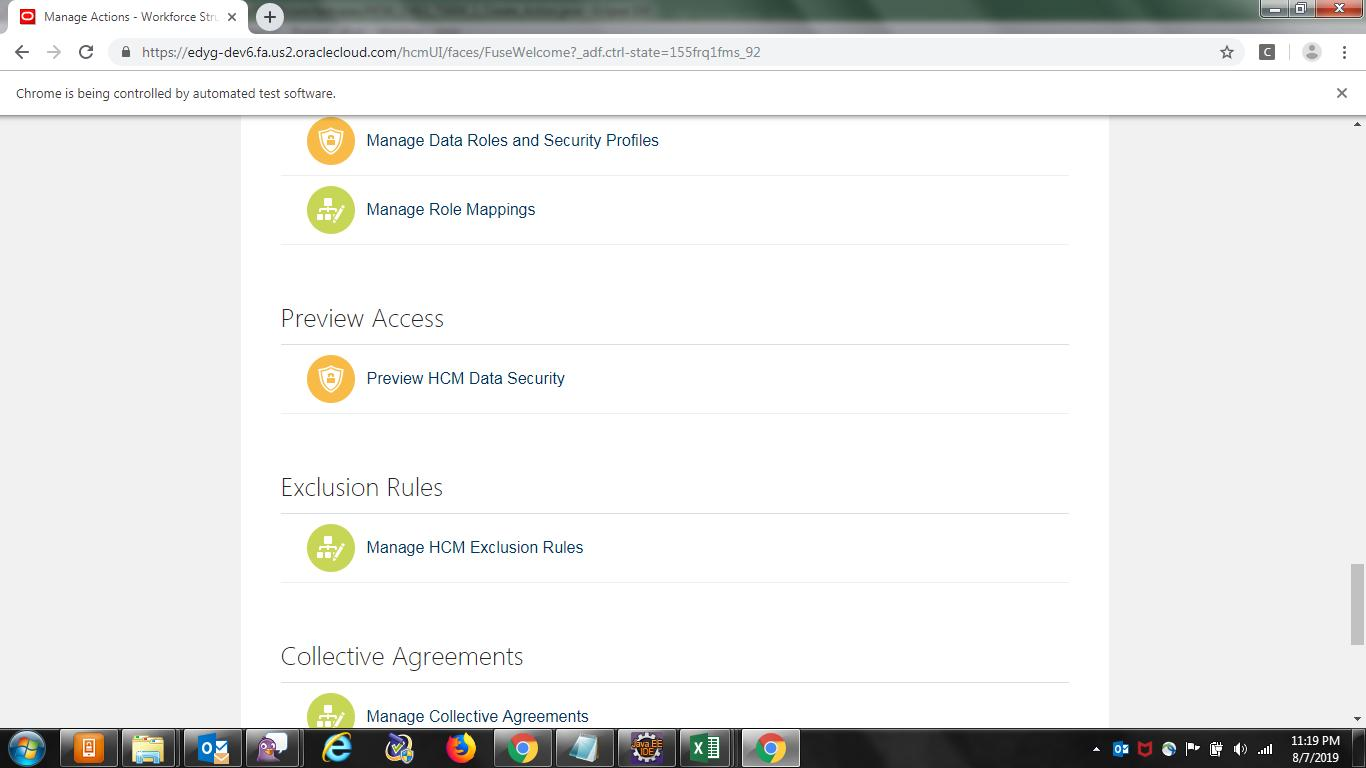 Manage Actions - Workforce Stru
https://edyg-dev6.fa.us2.oraclecloud.com/hcmUI/faces/FuseWelcome?_adf.ctrl-state=155frq1fms_92
C
Chrome is being controlled by automated test software.
Manage Data Roles and Security Profiles
Manage Role Mappings
Preview Access
Preview HCM Data Security
Exclusion Rules
Manage HCM Exclusion Rules
Collective Agreements
Manage Collective Agreements
Java EE
IDE
11:19 PM
8/7/2019